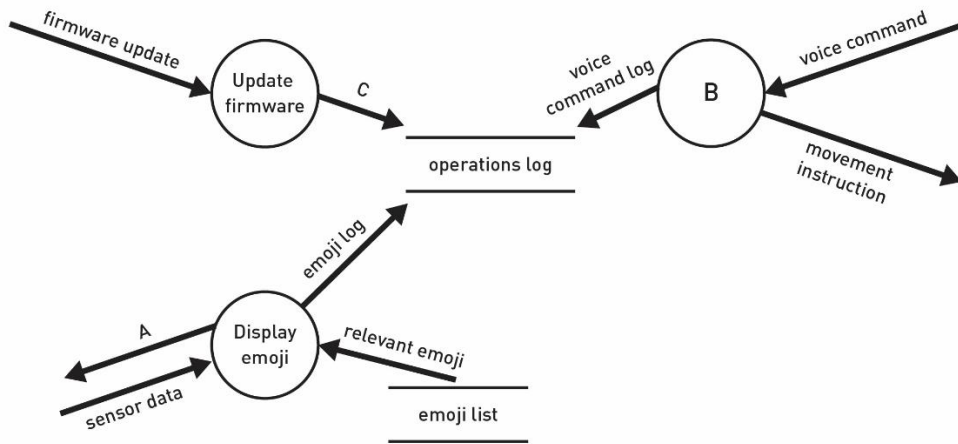 firmware update
Update
firmware
C
voice
command log
B
voice command
movement
instruction
operations log
emoji log
A
Display
emoji
sensor data
relevant emoji
emoji list